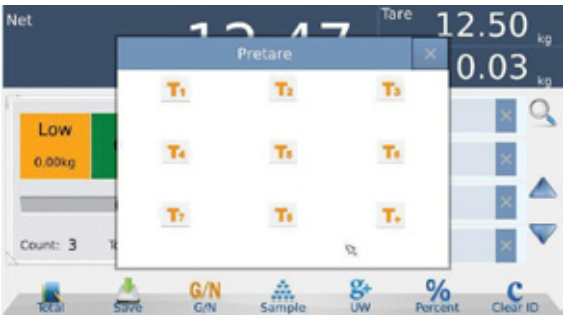 Net
Tare 12.50 kg
Pretare ×
0.03 kg
T1 T2 T3
Low
0.00kg
T4 T5 T6
T7 T8
Count: 3
G/N
%
C
Total Save G/N Sample UW Percent Clear ID